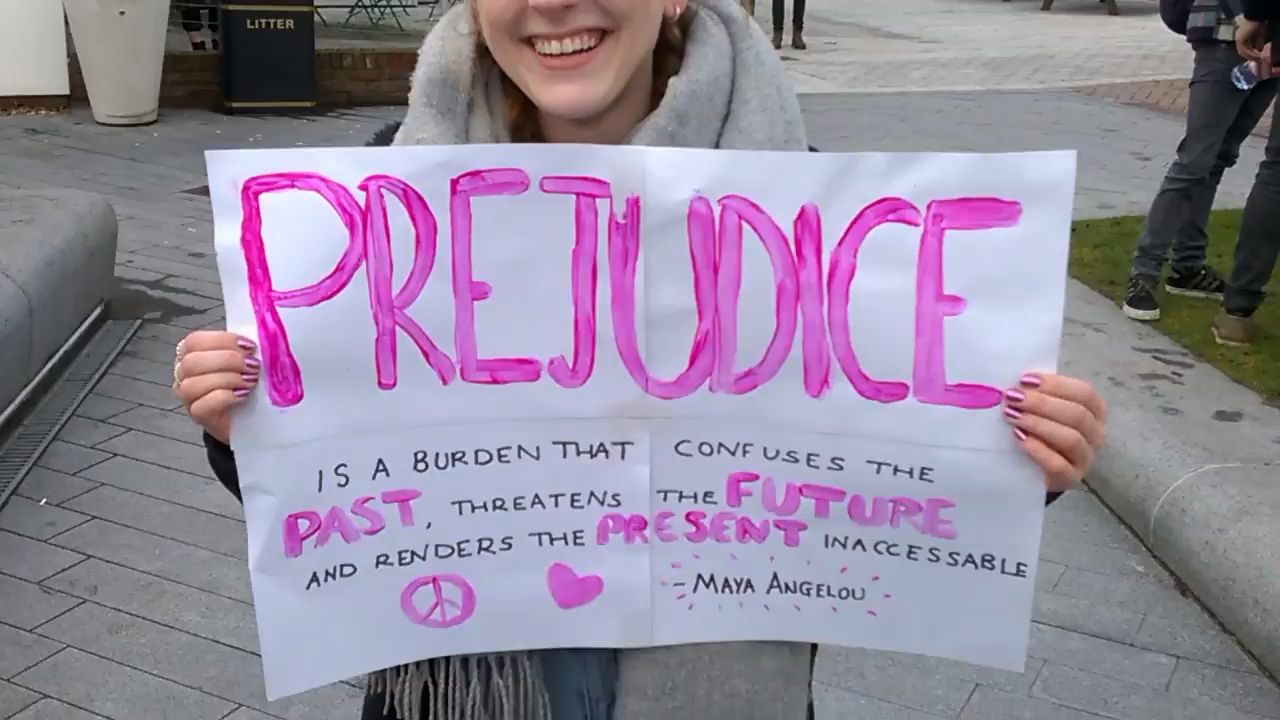 LITTER
PREJUDICE
IS A BURDEN THAT CONFUSES THE
PAST, THREATENS THE FUTURE
AND RENDERS THE PRESENT INACCESSABLE
- MAYA ANGELOU